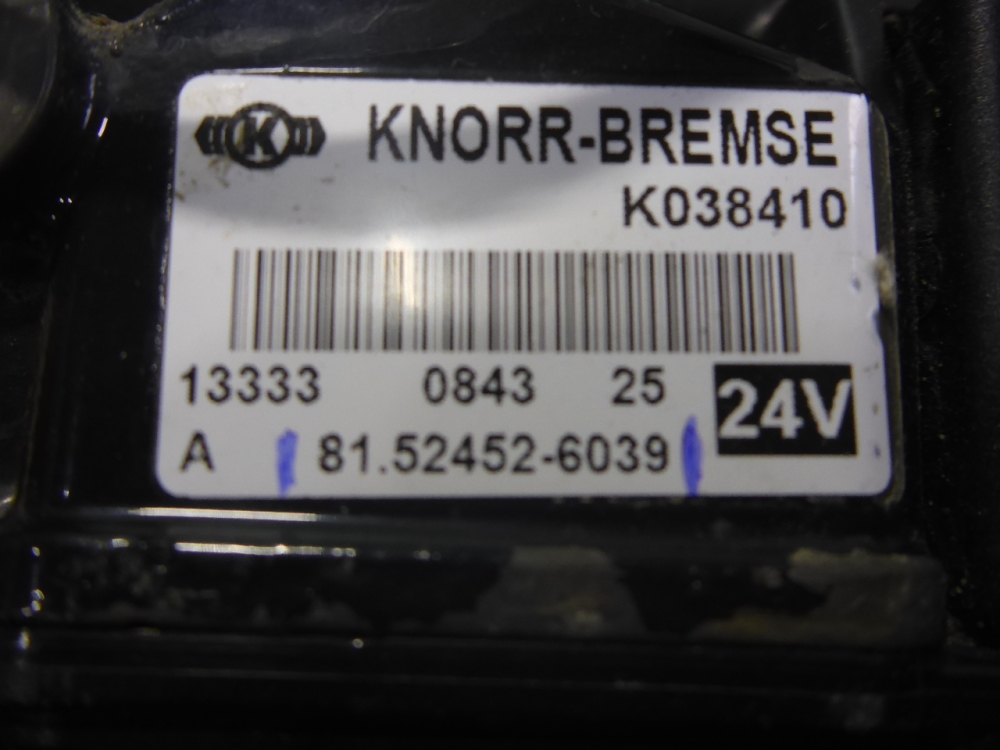 K KNORR-BREMSE
K038410
13333 0843 25 24V
A 81.52452-6039